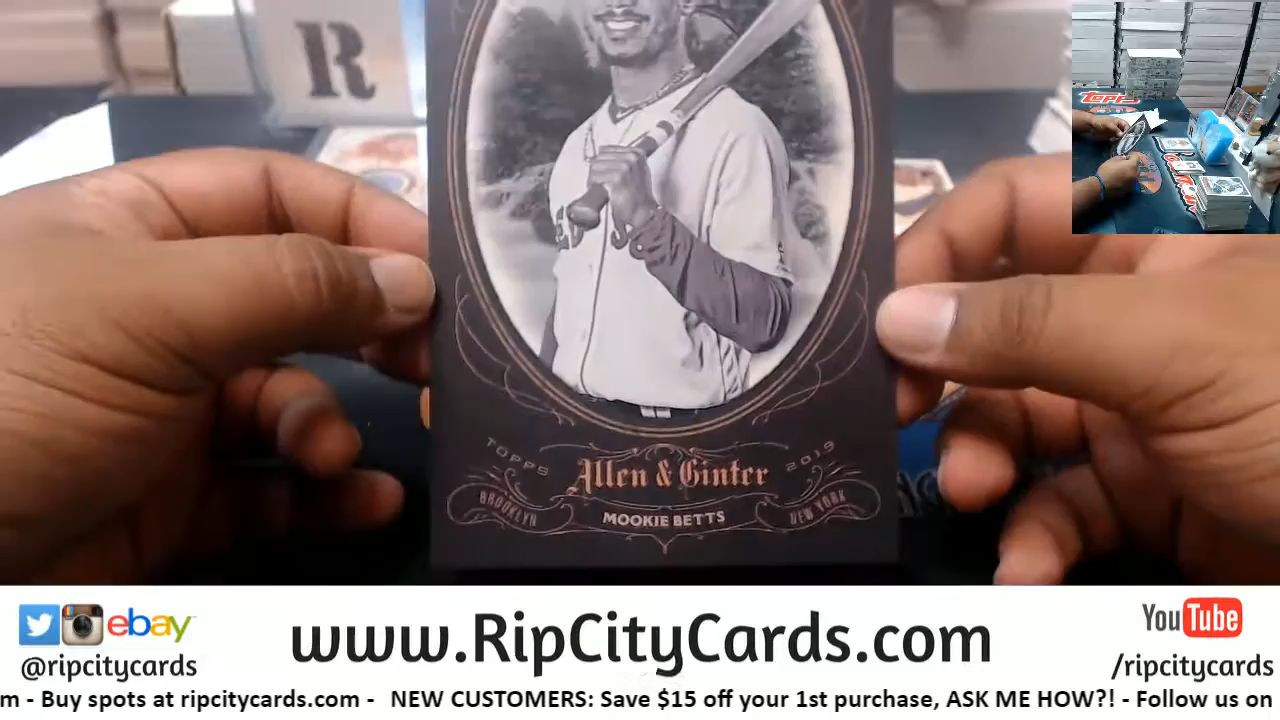 R
TOPPS
TOPPS 2019
Allen & Ginter
BROOKLYN NEW YORK
MOOKIE BETTS
ebay
www.RipCityCards.com
YouTube
@ripcitycards
/ripcitycards
m - Buy spots at ripcitycards.com - NEW CUSTOMERS: Save $15 off your 1st purchase, ASK ME HOW?! - Follow us on